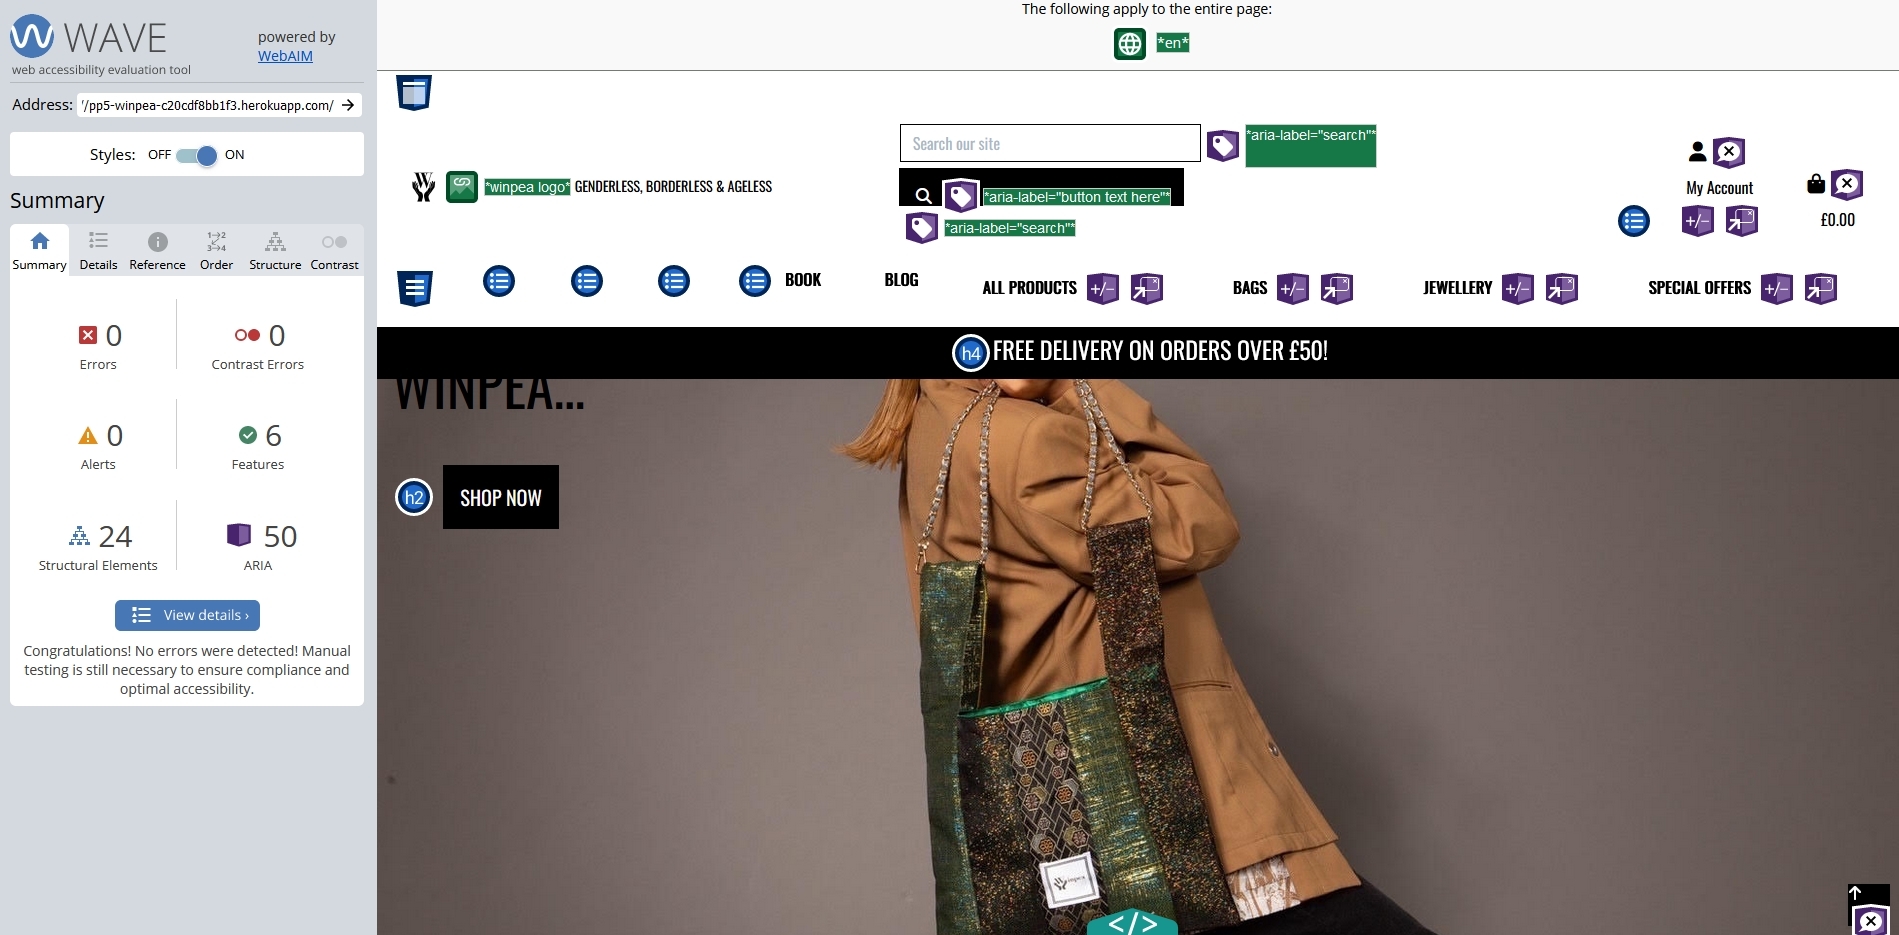 WAVE
powered by
WebAIM
web accessibility evaluation tool
Address: '/pp5-winpea-c20cdf8bb1f3.herokuapp.com/
Styles: OFF ON
Summary
Summary Details Reference Order Structure Contrast
0 Errors
0 Contrast Errors
0 Alerts
6 Features
24 Structural Elements
50 ARIA
View details ›
Congratulations! No errors were detected! Manual
testing is still necessary to ensure compliance and
optimal accessibility.
The following apply to the entire page:
*en*
Search our site
*aria-label="search"*
*winpea logo* GENDERLESS, BORDERLESS & AGELESS
*aria-label="button text here"*
*aria-label="search"*
My Account
+/-
£0.00
BOOK
BLOG
ALL PRODUCTS +/-
BAGS +/-
JEWELLERY +/-
SPECIAL OFFERS +/-
h4 FREE DELIVERY ON ORDERS OVER £50!
WINPEA...
h2 SHOP NOW
winpea
</>